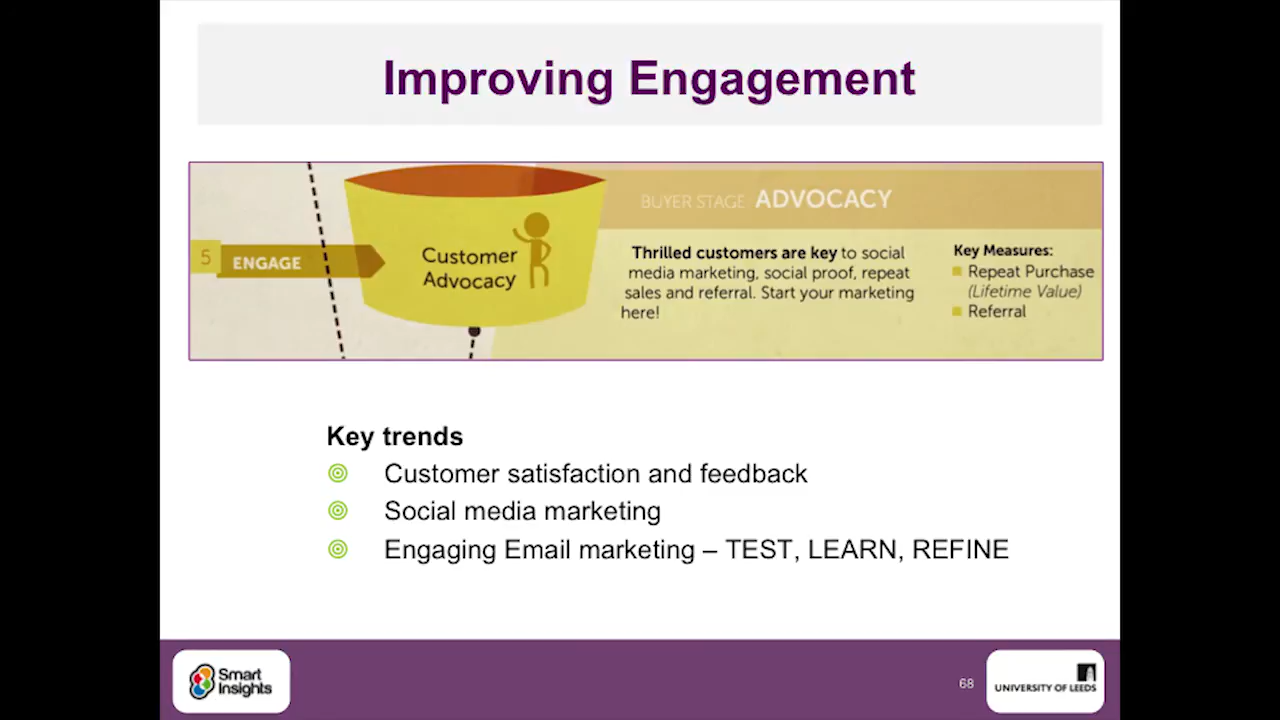 Improving Engagement
5
ENGAGE
Customer
Advocacy
BUYER STAGE: ADVOCACY
Thrilled customers are key to social
media marketing, social proof, repeat
sales and referral. Start your marketing
here!
Key Measures:
Repeat Purchase
(Lifetime Value)
Referral
Key trends
Customer satisfaction and feedback
Social media marketing
Engaging Email marketing – TEST, LEARN, REFINE
Smart
Insights
68
UNIVERSITY OF LEEDS